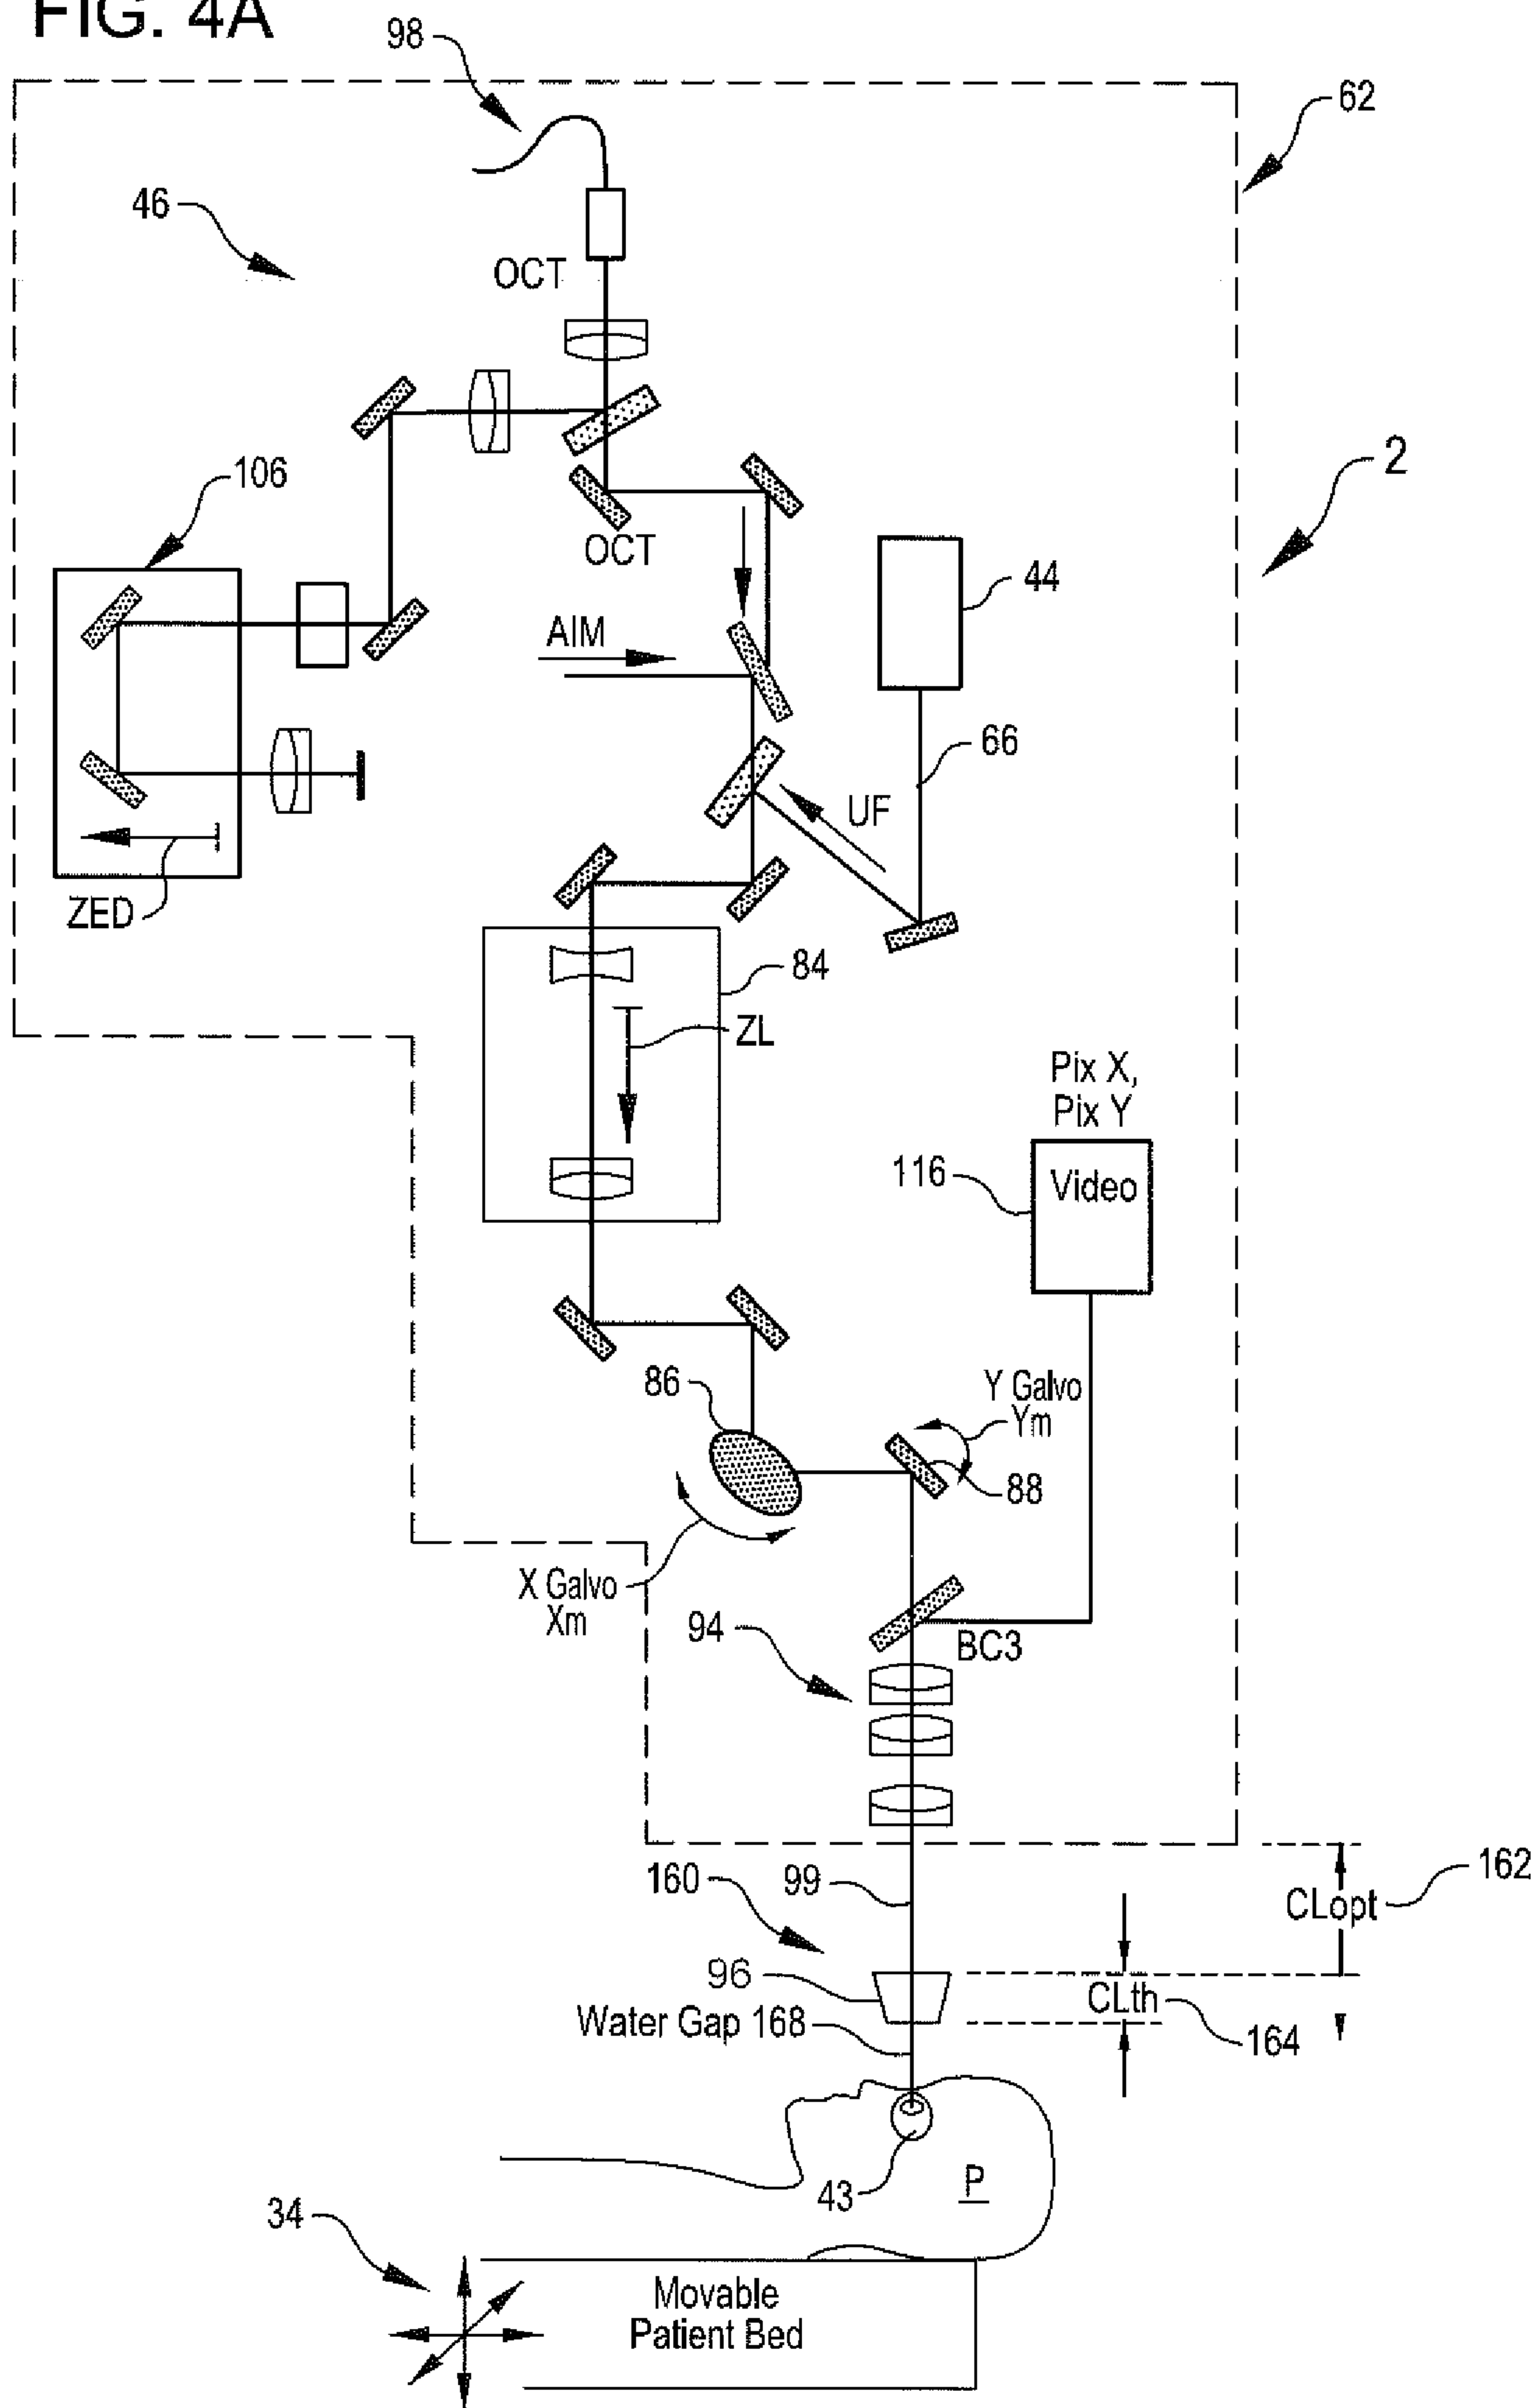 FIG. 4A
98
62
46
OCT
2
106
OCT
44
AIM
66
UF
ZED
84
ZL
Pix X,
Pix Y
116
Video
86
Y Galvo
Ym
88
X Galvo
Xm
94
BC3
160
99
162
CLopt
96
CLth
Water Gap 168
164
43
P
34
Movable
Patient Bed